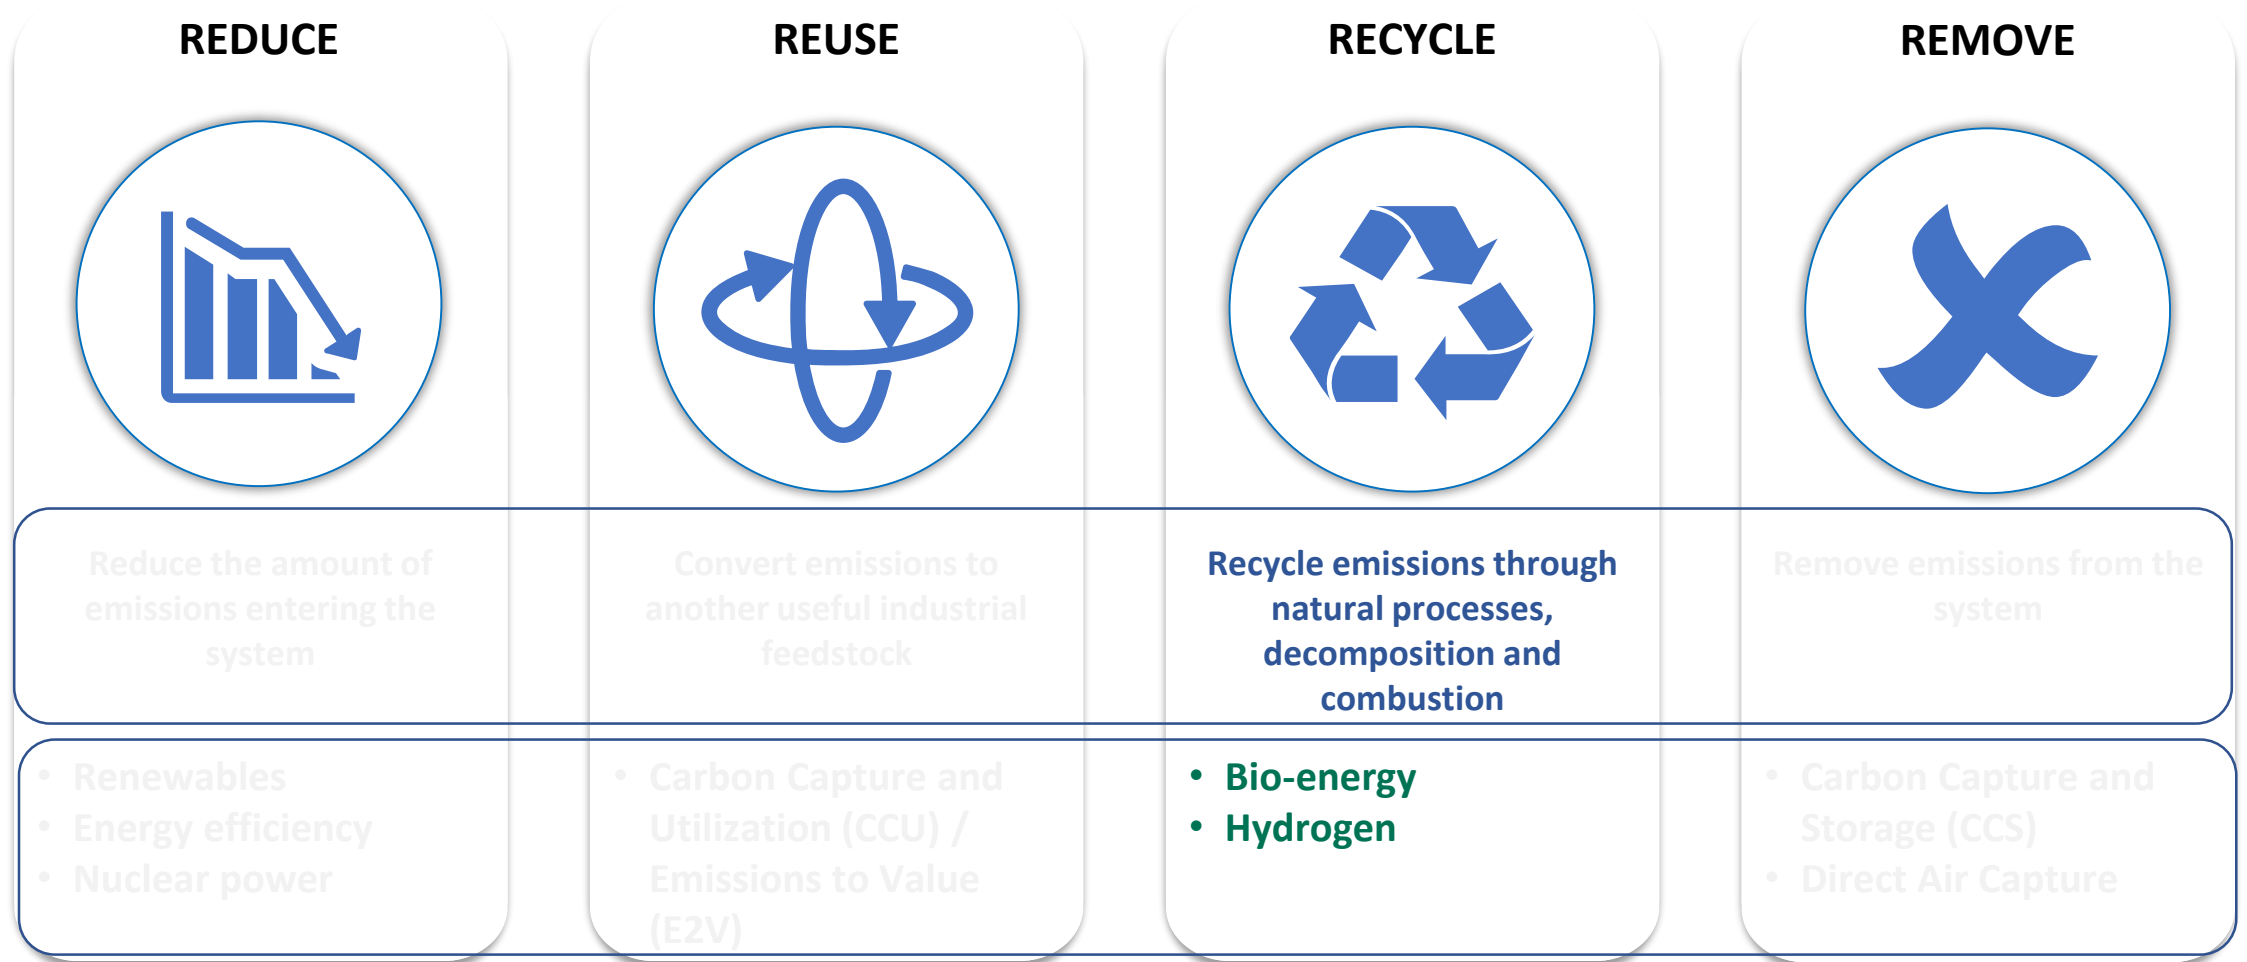 REDUCE
REUSE
RECYCLE
REMOVE
Reduce the amount of
emissions entering the
system
Convert emissions to
another useful industrial
feedstock
Recycle emissions through
natural processes,
decomposition and
combustion
Remove emissions from the
system
• Renewables
• Energy efficiency
• Nuclear power
• Carbon Capture and
Utilization (CCU) /
Emissions to Value
(E2V)
• Bio-energy
• Hydrogen
• Carbon Capture and
Storage (CCS)
• Direct Air Capture